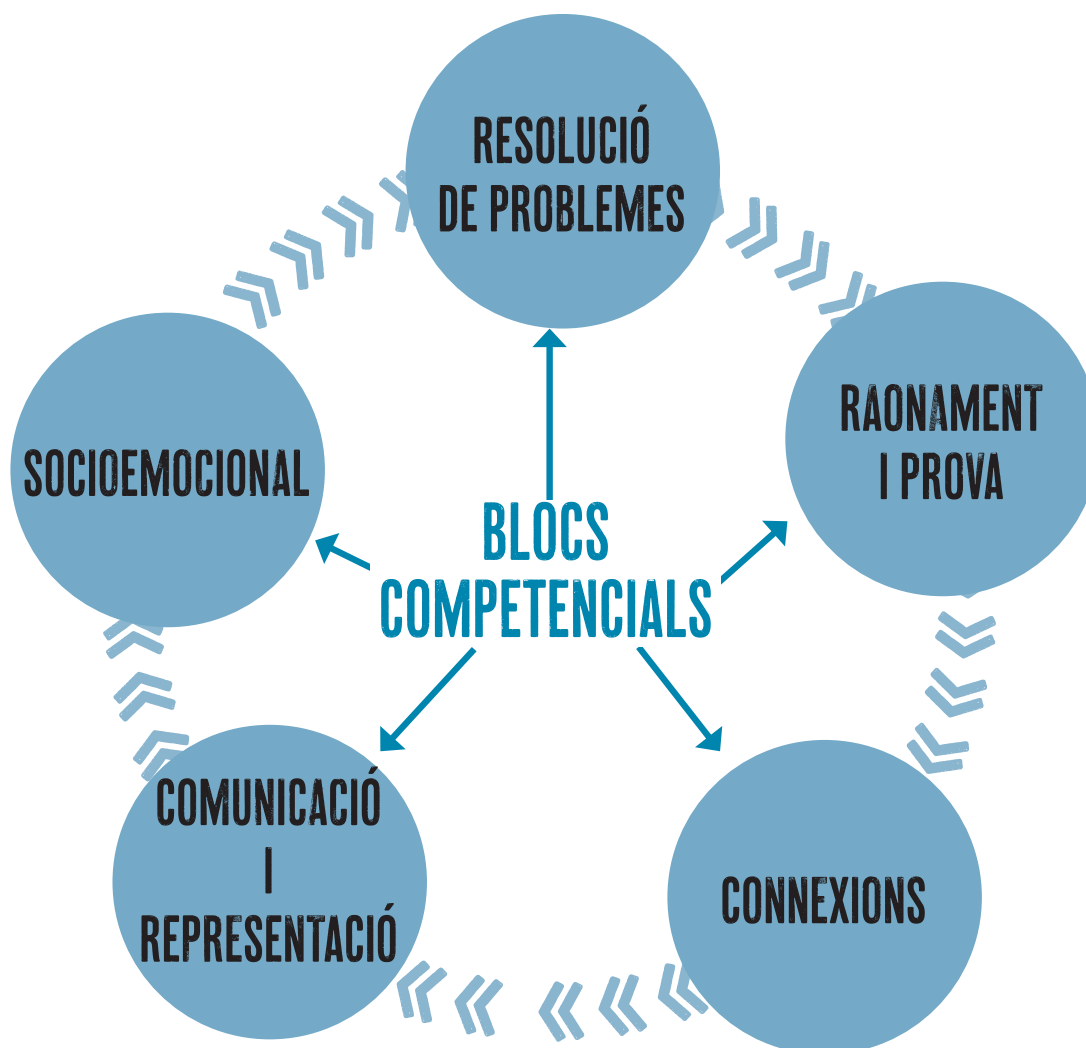 RESOLUCIÓ
DE PROBLEMES
RAONAMENT
I PROVA
SOCIOEMOCIONAL
BLOCS
COMPETENCIALS
COMUNICACIÓ
I
REPRESENTACIÓ
CONNEXIONS